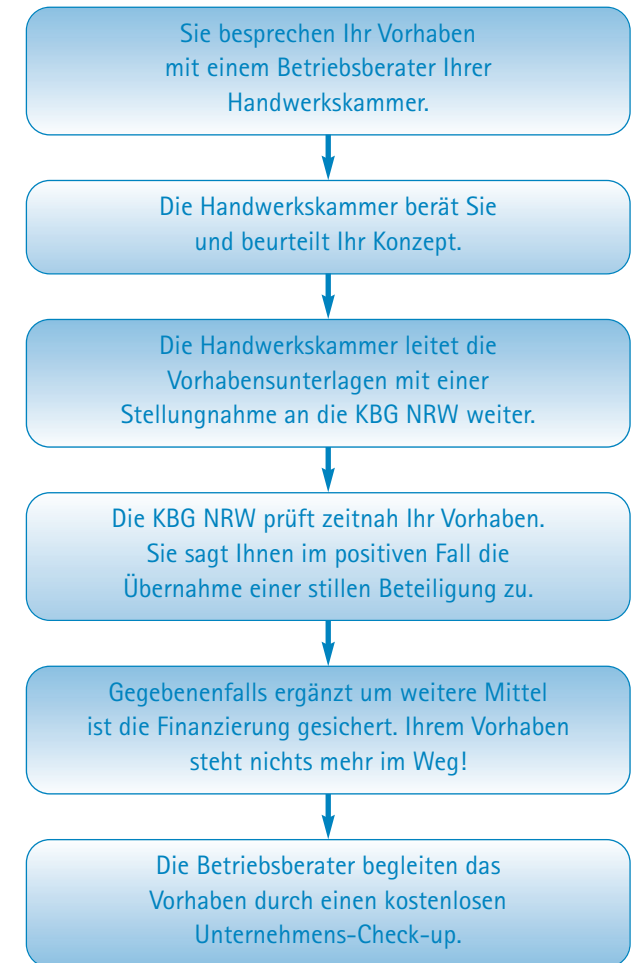 Sie besprechen Ihr Vorhaben
mit einem Betriebsberater Ihrer
Handwerkskammer.
Die Handwerkskammer berät Sie
und beurteilt Ihr Konzept.
Die Handwerkskammer leitet die
Vorhabensunterlagen mit einer
Stellungnahme an die KBG NRW weiter.
Die KBG NRW prüft zeitnah Ihr Vorhaben.
Sie sagt Ihnen im positiven Fall die
Übernahme einer stillen Beteiligung zu.
Gegebenenfalls ergänzt um weitere Mittel
ist die Finanzierung gesichert. Ihrem Vorhaben
steht nichts mehr im Weg!
Die Betriebsberater begleiten das
Vorhaben durch einen kostenlosen
Unternehmens-Check-up.